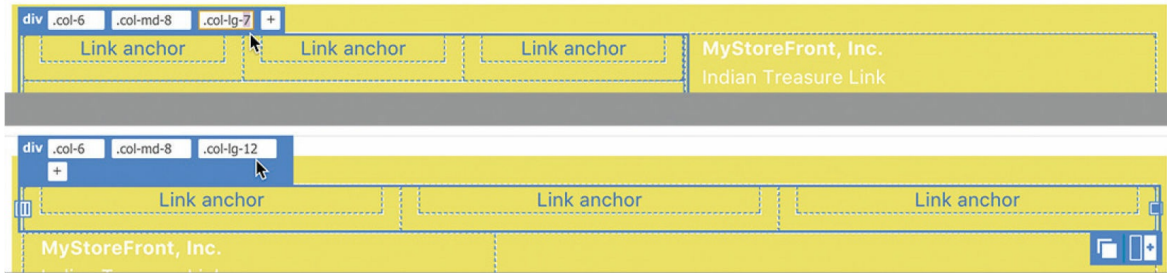 div .col-6 .col-md-8 .col-lg-7 +
Link anchor Link anchor Link anchor MyStoreFront, Inc.
Indian Treasure Link
div .col-6 .col-md-8 .col-lg-12
+
Link anchor Link anchor Link anchor
MyStoreFront, Inc.